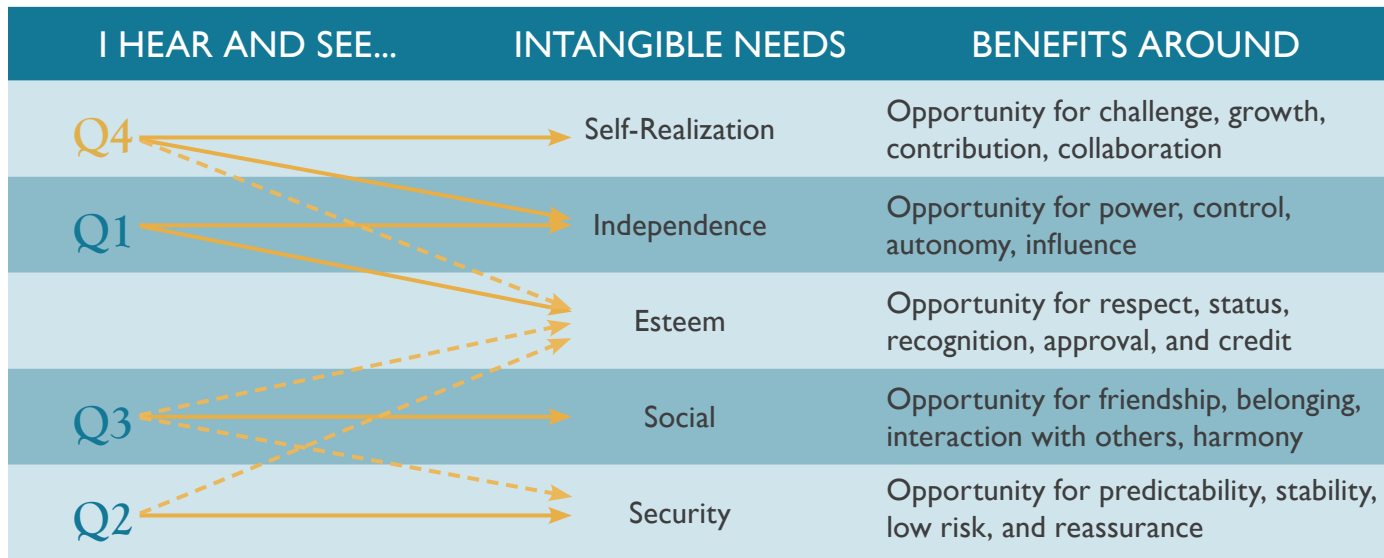 I HEAR AND SEE... INTANGIBLE NEEDS BENEFITS AROUND
Q4
Self-Realization
Opportunity for challenge, growth,
contribution, collaboration
Q1
Independence
Opportunity for power, control,
autonomy, influence
Esteem
Opportunity for respect, status,
recognition, approval, and credit
Q3
Social
Opportunity for friendship, belonging,
interaction with others, harmony
Q2
Security
Opportunity for predictability, stability,
low risk, and reassurance